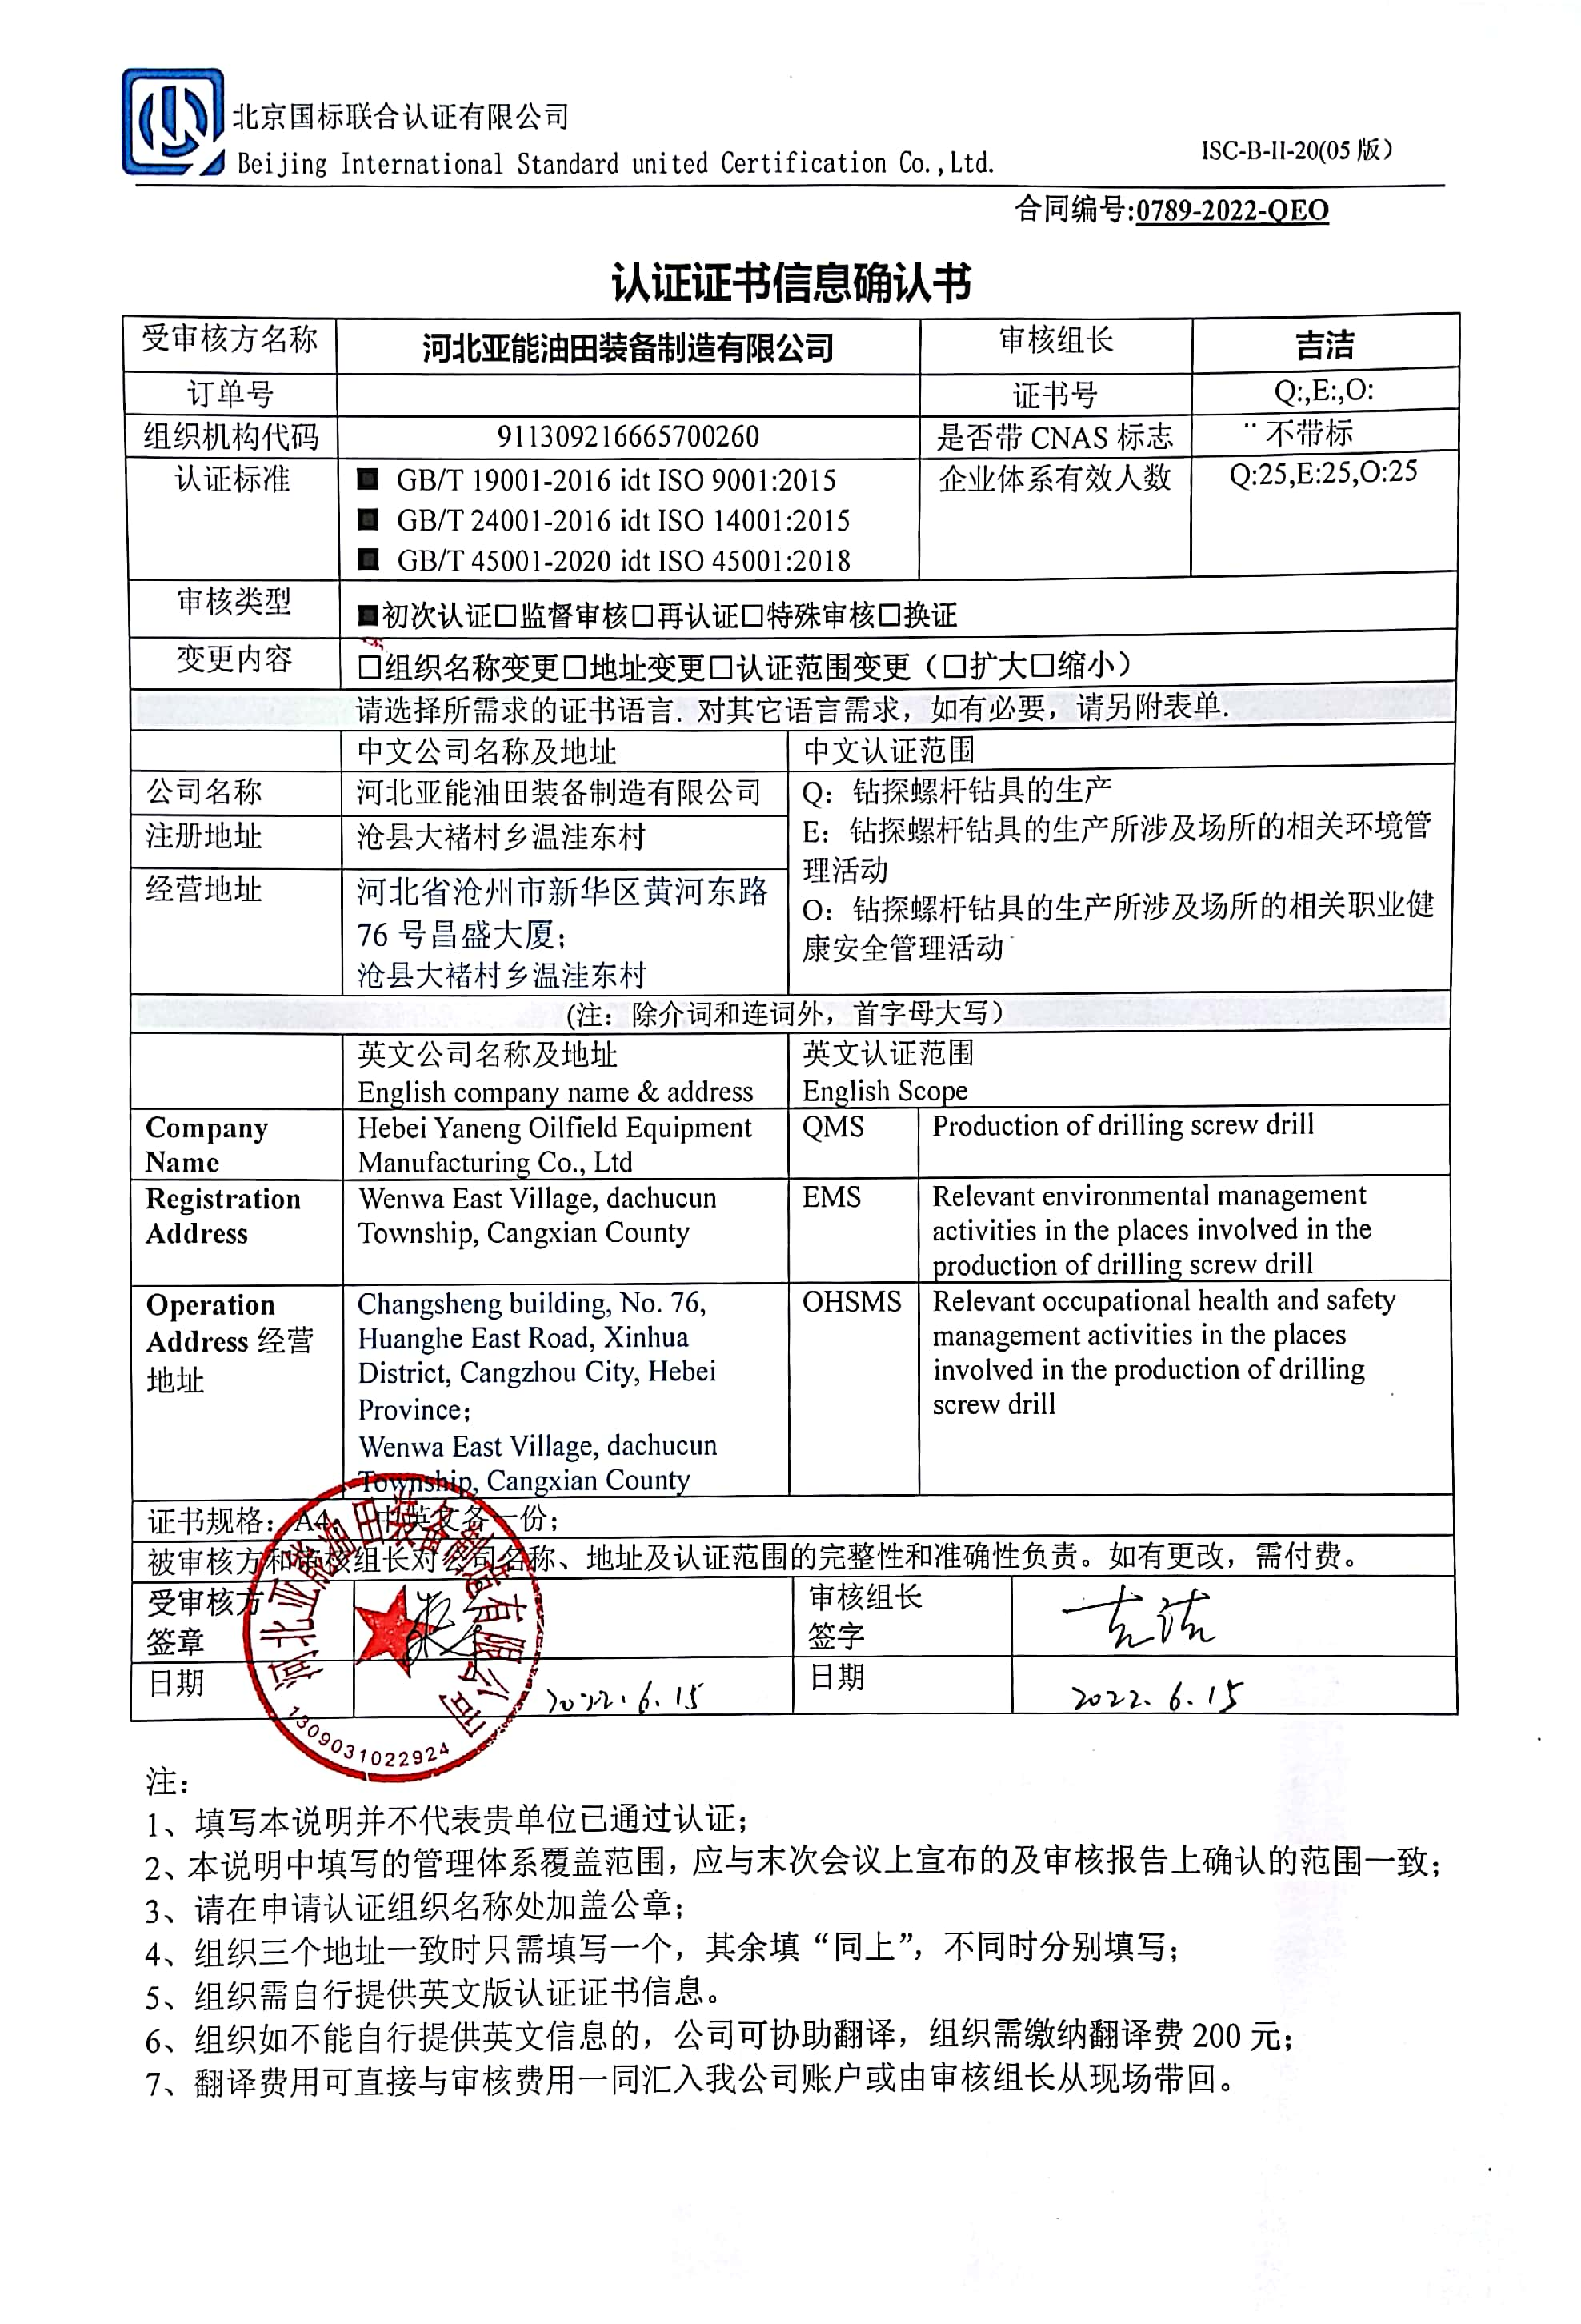 北京国标联合认证有限公司
Beijing International Standard united Certification Co.,Ltd.
ISC-B-II-20(05 版)
合同编号:0789-2022-QEO
认证证书信息确认书
受审核方名称 河北亚能油田装备制造有限公司 审核组长 吉洁
订单号 证书号 Q:,E:,O:
组织机构代码 911309216665700260 是否带 CNAS 标志 ¨ 不带标
认证标准 ■ GB/T 19001-2016 idt ISO 9001:2015 企业体系有效人数 Q:25,E:25,O:25
■ GB/T 24001-2016 idt ISO 14001:2015
■ GB/T 45001-2020 idt ISO 45001:2018
审核类型 ■初次认证□监督审核□再认证□特殊审核□换证
变更内容 □组织名称变更□地址变更□认证范围变更（□扩大□缩小）
请选择所需求的证书语言. 对其它语言需求，如有必要，请另附表单.
中文公司名称及地址 中文认证范围
公司名称 河北亚能油田装备制造有限公司
注册地址 沧县大褚村乡温洼东村
经营地址 河北省沧州市新华区黄河东路
76 号昌盛大厦；
沧县大褚村乡温洼东村
Q：钻探螺杆钻具的生产
E：钻探螺杆钻具的生产所涉及场所的相关环境管
理活动
O：钻探螺杆钻具的生产所涉及场所的相关职业健
康安全管理活动
(注：除介词和连词外，首字母大写）
英文公司名称及地址 英文认证范围
English company name & address English Scope
Company Hebei Yaneng Oilfield Equipment QMS Production of drilling screw drill
Name Manufacturing Co., Ltd
Registration Wenwa East Village, dachucun EMS Relevant environmental management
Address Township, Cangxian County activities in the places involved in the
production of drilling screw drill
Operation Changsheng building, No. 76, OHSMS Relevant occupational health and safety
Address 经营 Huanghe East Road, Xinhua management activities in the places
地址 District, Cangzhou City, Hebei involved in the production of drilling
Province； screw drill
Wenwa East Village, dachucun
Township, Cangxian County
证书规格：A4， 中英文各一份；
被审核方和审核组长对公司名称、地址及认证范围的完整性和准确性负责。如有更改，需付费。
受审核方 审核组长 吉洁
签章 签字
日期 2022.6.15 日期 2022.6.15
河北亚能油田装备制造有限公司
1309031022924
注：
1、填写本说明并不代表贵单位已通过认证；
2、本说明中填写的管理体系覆盖范围，应与末次会议上宣布的及审核报告上确认的范围一致；
3、请在申请认证组织名称处加盖公章；
4、组织三个地址一致时只需填写一个，其余填“同上”，不同时分别填写；
5、组织需自行提供英文版认证证书信息。
6、组织如不能自行提供英文信息的，公司可协助翻译，组织需缴纳翻译费 200 元；
7、翻译费用可直接与审核费用一同汇入我公司账户或由审核组长从现场带回。